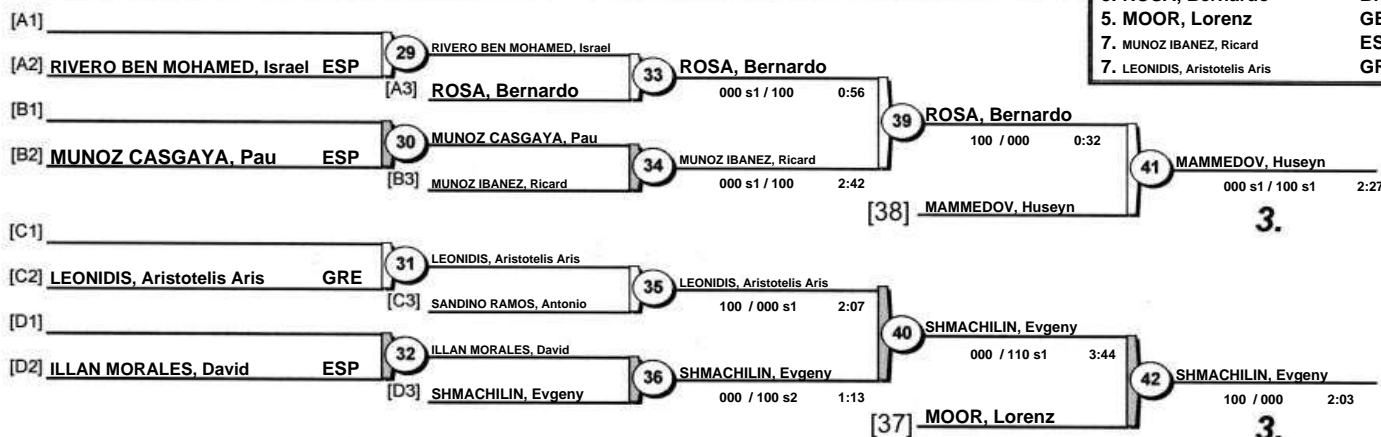 5. MOOR, Lorenz
7. MUNOZ IBANEZ, Ricard
7. LEONIDIS, Aristotelis Aris
[A1]
[A2] RIVERO BEN MOHAMED, Israel ESP
29
RIVERO BEN MOHAMED, Israel
[A3] ROSA, Bernardo
33
ROSA, Bernardo
000 s1 / 100 0:56
[B1]
[B2] MUNOZ CASGAYA, Pau ESP
30
MUNOZ CASGAYA, Pau
[B3] MUNOZ IBANEZ, Ricard
34
MUNOZ IBANEZ, Ricard
000 s1 / 100 2:42
39
ROSA, Bernardo
100 / 000 0:32
[38] MAMMEDOV, Huseyn
41
MAMMEDOV, Huseyn
000 s1 / 100 s1 2:27
3.
[C1]
[C2] LEONIDIS, Aristotelis Aris GRE
31
LEONIDIS, Aristotelis Aris
[C3] SANDINO RAMOS, Antonio
35
LEONIDIS, Aristotelis Aris
100 / 000 s1 2:07
[D1]
[D2] ILLAN MORALES, David ESP
32
ILLAN MORALES, David
[D3] SHMACHILIN, Evgeny
36
SHMACHILIN, Evgeny
000 / 100 s2 1:13
40
SHMACHILIN, Evgeny
000 / 110 s1 3:44
[37] MOOR, Lorenz
42
SHMACHILIN, Evgeny
100 / 000 2:03
3.